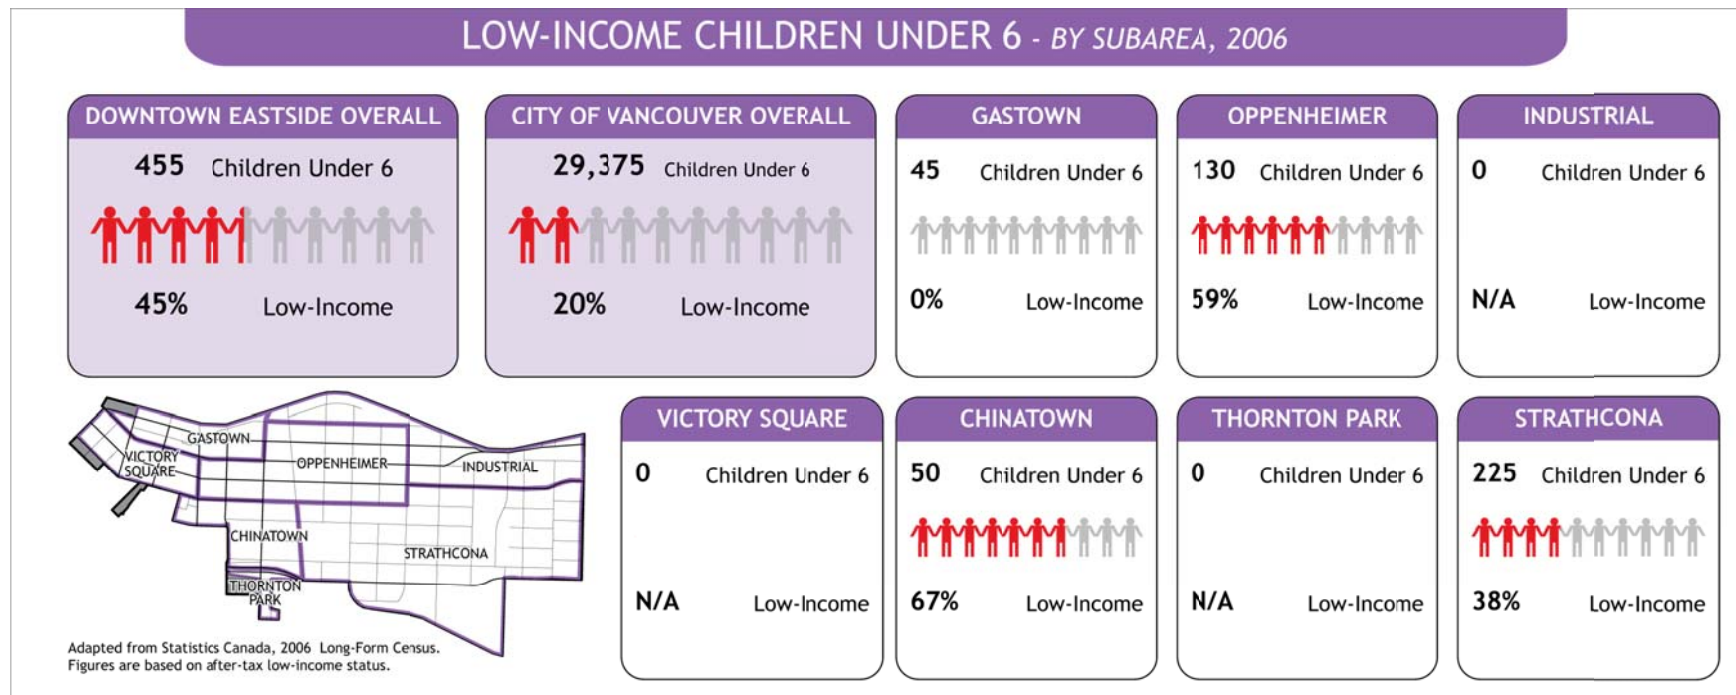 LOW-INCOME CHILDREN UNDER 6 - BY SUBAREA, 2006
DOWNTOWN EASTSIDE OVERALL
455 Children Under 6
45% Low-Income
CITY OF VANCOUVER OVERALL
29,375 Children Under 6
20% Low-Income
GASTOWN
45 Children Under 6
0% Low-Income
OPPENHEIMER
130 Children Under 6
59% Low-Income
INDUSTRIAL
0 Children Under 6
N/A Low-Income
GASTOWN
VICTORY
SQUARE
OPPENHEIMER
INDUSTRIAL
CHINATOWN
STRATHCONA
THORNTON
PARK
Adapted from Statistics Canada, 2006 Long-Form Census.
Figures are based on after-tax low-income status.
VICTORY SQUARE
0 Children Under 6
N/A Low-Income
CHINATOWN
50 Children Under 6
67% Low-Income
THORNTON PARK
0 Children Under 6
N/A Low-Income
STRATHCONA
225 Children Under 6
38% Low-Income